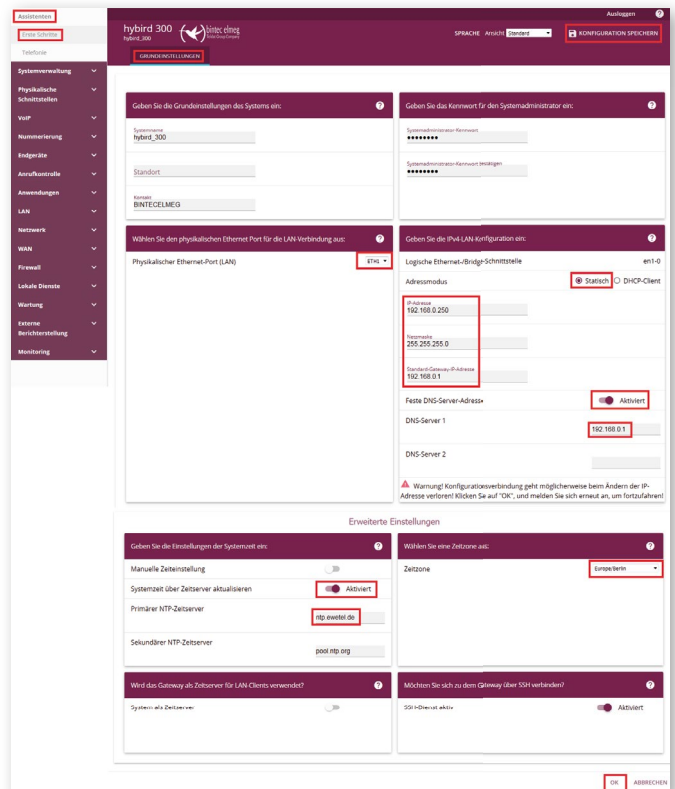 Assistenten
Erste Schritte
Telefonie
Systemverwaltung
Physikalische
Schnittstellen
VoIP
Nummerierung
Endgeräte
Anrufkontrolle
Anwendungen
LAN
Netzwerk
WAN
Firewall
Lokale Dienste
Wartung
Externe
Berichterstellung
Monitoring
hybird 300
hybird_300
bintec elmeg
Ausloggen
SPRACHE Ansicht Standard
KONFIGURATION SPEICHERN
GRUNDEINSTELLUNGEN
Geben Sie die Grundeinstellungen des Systems ein:
Systemname
hybird_300
Standort
Kontakt
BINTECELMEG
Geben Sie das Kennwort für den Systemadministrator ein:
Systemadministrator-Kennwort
••••••••
Systemadministrator-Kennwort bestätigen
••••••••
Wählen Sie den physikalischen Ethernet Port für die LAN-Verbindung aus:
Physikalischer Ethernet-Port (LAN) ETH1
Geben Sie die IPv4-LAN-Konfiguration ein:
Logische Ethernet-/Bridge-Schnittstelle en1-0
Adressmodus Statisch DHCP-Client
IP-Adresse
192.168.0.250
Netzmaske
255.255.255.0
Standard-Gateway-IP-Adresse
192.168.0.1
Feste DNS-Server-Adress Aktiviert
DNS-Server 1
192.168.0.1
DNS-Server 2
Warnung! Konfigurationsverbindung geht möglicherweise beim Ändern der IP-
Adresse verloren! Klicken Se auf "OK", und melden Sie sich erneut an, um fortzufahren!
Erweiterte Einstellungen
Geben Sie die Einstellungen der Systemzeit ein:
Manuelle Zeiteinstellung
Systemzeit über Zeitserver aktualisieren Aktiviert
Primärer NTP-Zeitserver
ntp.ewetel.de
Sekundärer NTP-Zeitserver
pool.ntp.org
Wählen Sie eine Zeitzone aus:
Zeitzone Europe/Berlin
Wird das Gateway als Zeitserver für LAN-Clients verwendet?
System als Zeitserver
Möchten Sie sich zu dem Gateway über SSH verbinden?
SSH-Dienst aktiv Aktiviert
OK ABBRECHEN